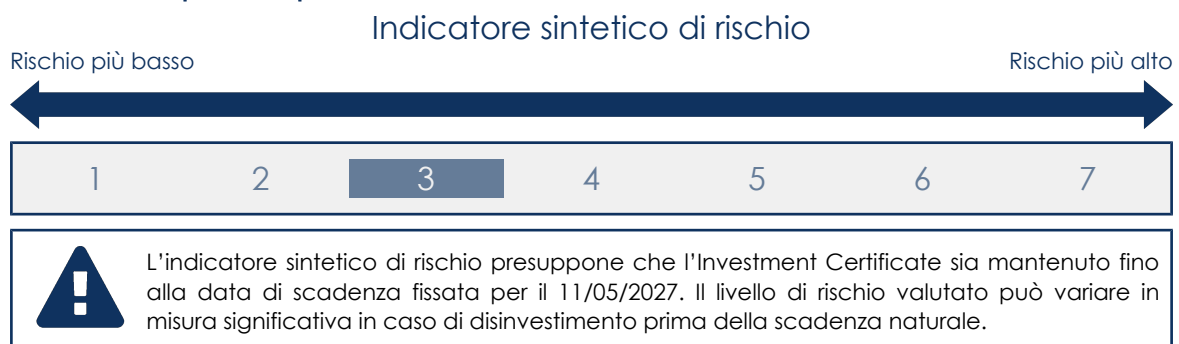 Indicatore sintetico di rischio
Rischio più basso
Rischio più alto
1 2 3 4 5 6 7
L'indicatore sintetico di rischio presuppone che l'Investment Certificate sia mantenuto fino
alla data di scadenza fissata per il 11/05/2027. Il livello di rischio valutato può variare in
misura significativa in caso di disinvestimento prima della scadenza naturale.